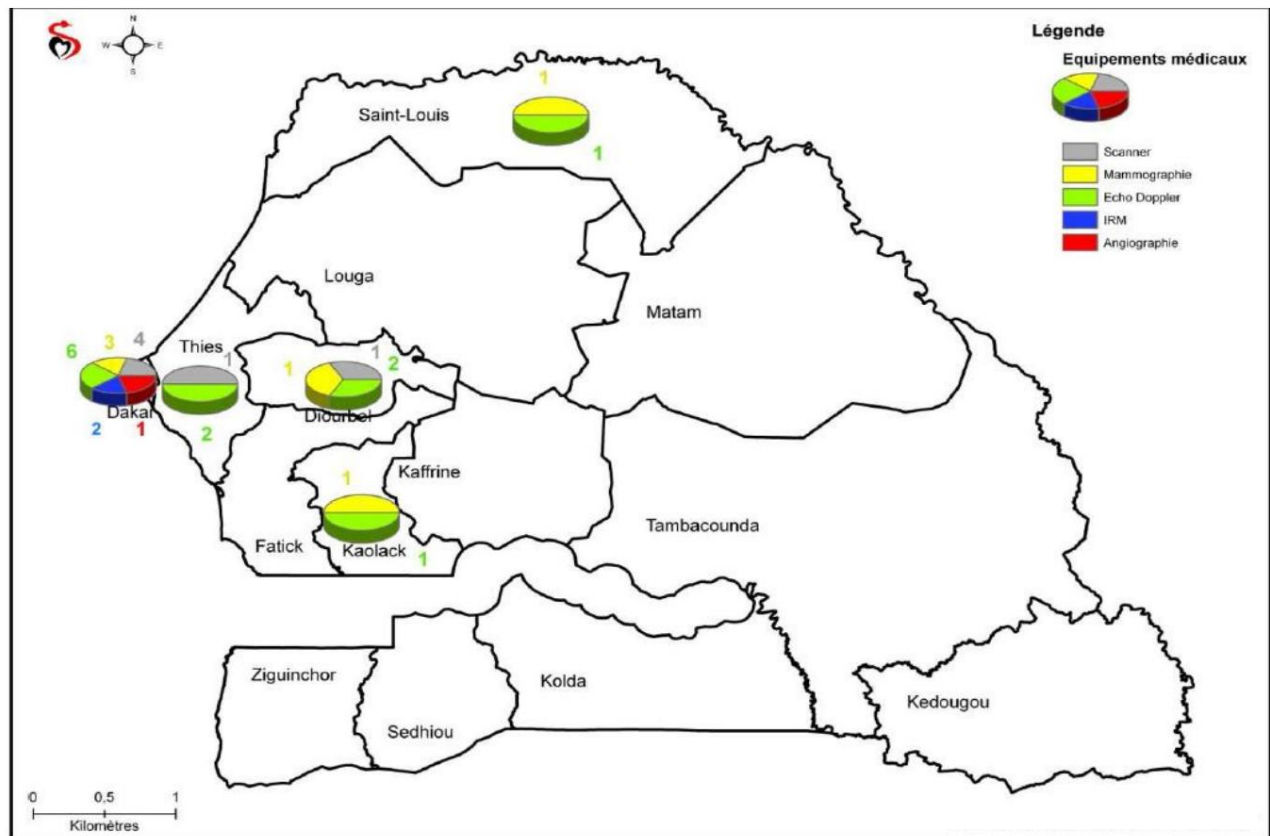 N
W E
S
Légende
Equipements médicaux
Scanner
Mammographie
Echo Doppler
IRM
Angiographie
1
Saint-Louis
1
Louga
Matam
6 3 4
Thies
1
1
1
2
Dakar
2 1
2
Diourbel
1
Kaffrine
Tambacounda
Fatick
Kaolack
1
Ziguinchor
Sedhiou
Kolda
Kedougou
0 0,5 1
Kilomètres